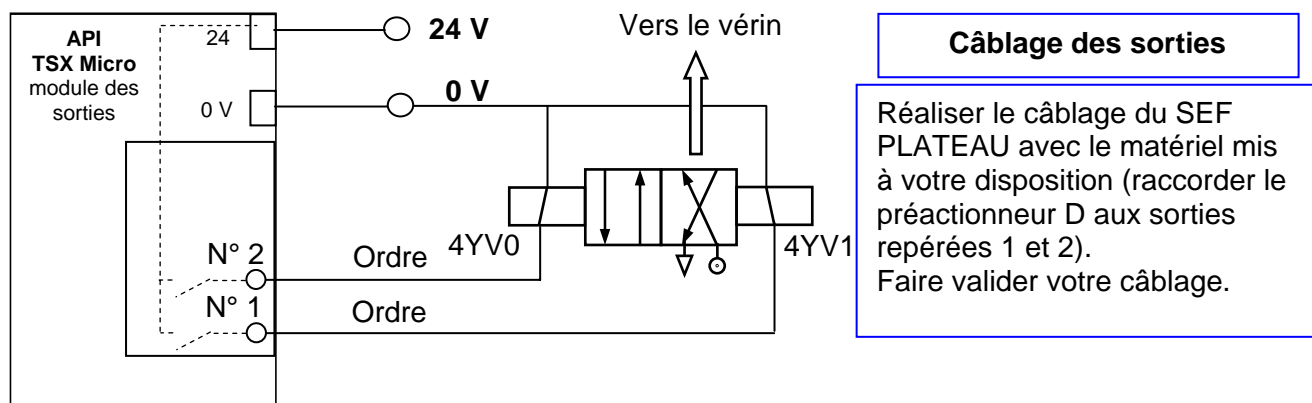 API
TSX Micro
module des
sorties
24
0 V
24 V
0 V
Vers le vérin
N° 2
N° 1
Ordre
Ordre
4YV0
4YV1
Câblage des sorties
Réaliser le câblage du SEF
PLATEAU avec le matériel mis
à votre disposition (raccorder le
préactionneur D aux sorties
repérées 1 et 2).
Faire valider votre câblage.